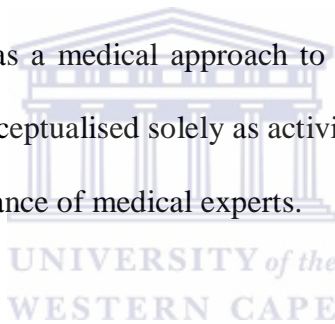 as a medical approach to
ceptualised solely as activi
ance of medical experts.
UNIVERSITY of the
WESTERN CAPE